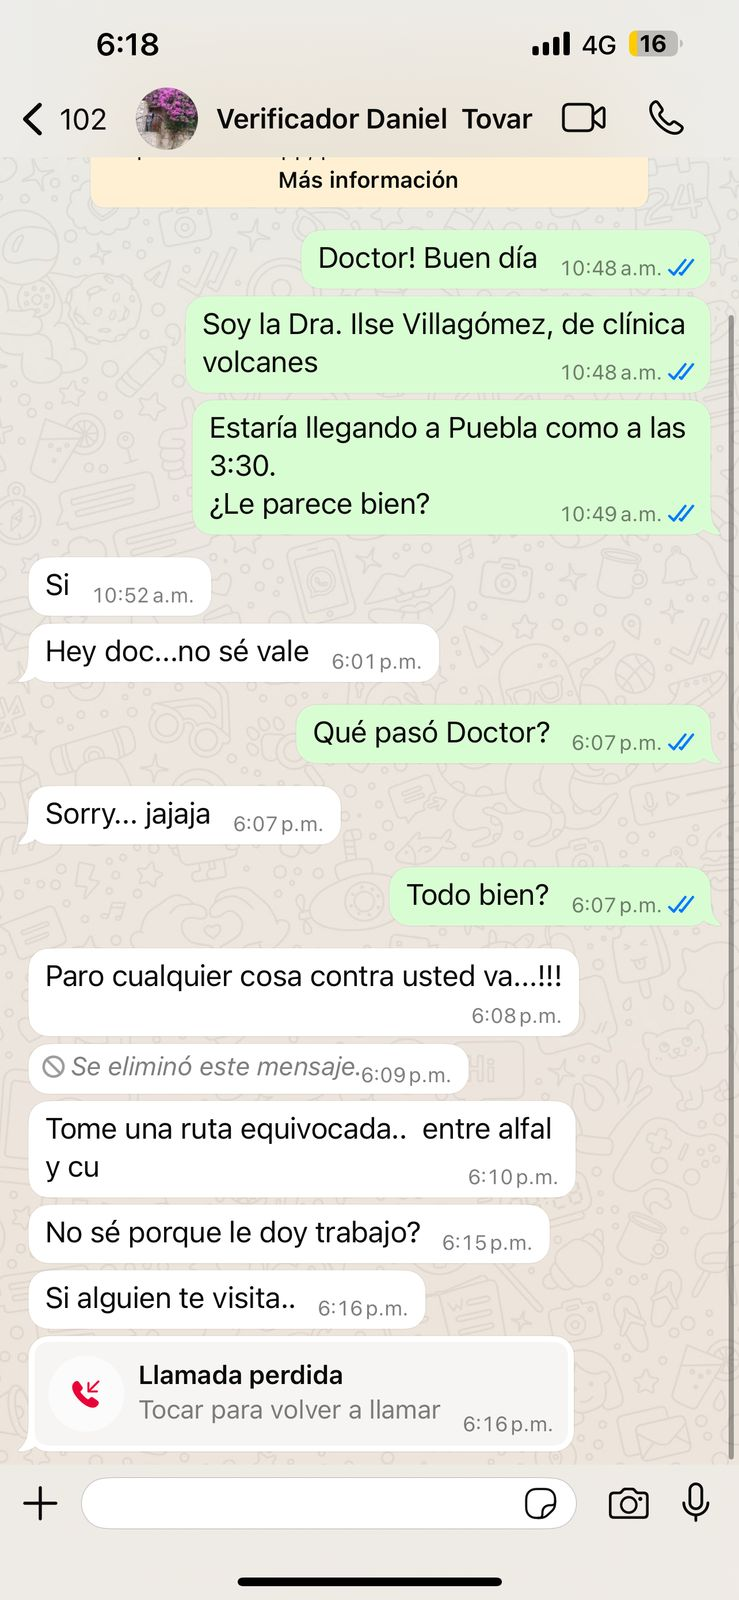 6:18
4G
16
102
Verificador Daniel Tovar
Más información
Doctor! Buen día
10:48 a.m.
Soy la Dra. Ilse Villagómez, de clínica
volcanes
10:48 a.m.
Estaría llegando a Puebla como a las
3:30.
¿Le parece bien?
10:49 a.m.
Si
10:52 a.m.
Hey doc...no sé vale
6:01 p.m.
Qué pasó Doctor?
6:07 p.m.
Sorry... jajaja
6:07 p.m.
Todo bien?
6:07 p.m.
Paro cualquier cosa contra usted va...!!!
6:08 p.m.
Se eliminó este mensaje.
6:09 p.m.
Tome una ruta equivocada.. entre alfal
y cu
6:10 p.m.
No sé porque le doy trabajo?
6:15 p.m.
Si alguien te visita..
6:16 p.m.
Llamada perdida
Tocar para volver a llamar
6:16 p.m.